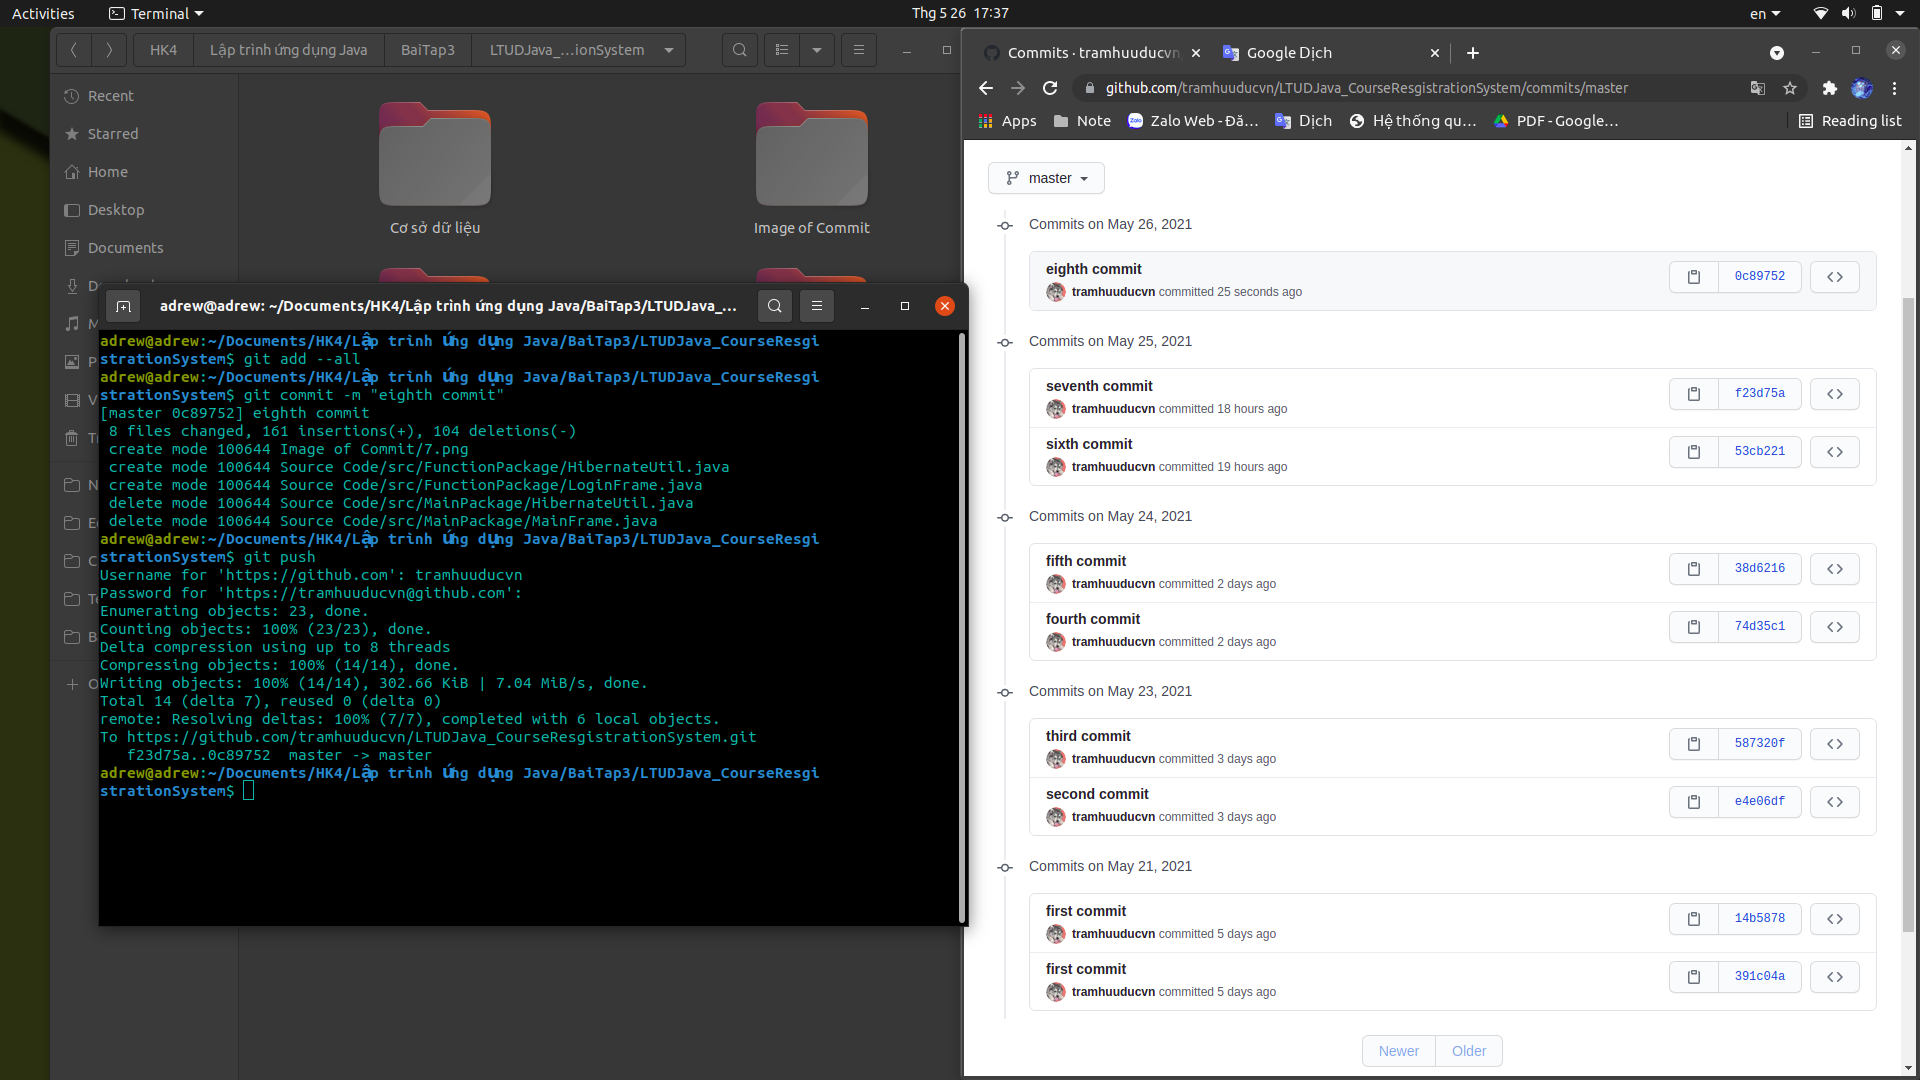 Activities
Terminal
Thg 5 26 17:37
en
HK4
Lập trình ứng dụng Java
BaiTap3
LTUDJava_...ionSystem
Recent
Starred
Home
Desktop
Documents
Cơ sở dữ liệu
Image of Commit
adrew@adrew: ~/Documents/HK4/Lập trình ứng dụng Java/BaiTap3/LTUDJava_...
adrew@adrew:~/Documents/HK4/Lập trình ứng dụng Java/BaiTap3/LTUDJava_CourseResgi
strationSystem$ git add --all
adrew@adrew:~/Documents/HK4/Lập trình ứng dụng Java/BaiTap3/LTUDJava_CourseResgi
strationSystem$ git commit -m "eighth commit"
[master 0c89752] eighth commit
8 files changed, 161 insertions(+), 104 deletions(-)
create mode 100644 Image of Commit/7.png
create mode 100644 Source Code/src/FunctionPackage/HibernateUtil.java
create mode 100644 Source Code/src/FunctionPackage/LoginFrame.java
delete mode 100644 Source Code/src/MainPackage/HibernateUtil.java
delete mode 100644 Source Code/src/MainPackage/MainFrame.java
adrew@adrew:~/Documents/HK4/Lập trình ứng dụng Java/BaiTap3/LTUDJava_CourseResgi
strationSystem$ git push
Username for 'https://github.com': tramhuuducvn
Password for 'https://tramhuuducvn@github.com':
Enumerating objects: 23, done.
Counting objects: 100% (23/23), done.
Delta compression using up to 8 threads
Compressing objects: 100% (14/14), done.
Writing objects: 100% (14/14), 302.66 KiB | 7.04 MiB/s, done.
Total 14 (delta 7), reused 0 (delta 0)
remote: Resolving deltas: 100% (7/7), completed with 6 local objects.
To https://github.com/tramhuuducvn/LTUDJava_CourseResgistrationSystem.git
f23d75a..0c89752  master -> master
adrew@adrew:~/Documents/HK4/Lập trình ứng dụng Java/BaiTap3/LTUDJava_CourseResgi
strationSystem$
Commits · tramhuuducvn
Google Dịch
github.com/tramhuuducvn/LTUDJava_CourseResgistrationSystem/commits/master
Apps
Note
Zalo Web - Đă...
Dịch
Hệ thống qu...
PDF - Google...
Reading list
master
Commits on May 26, 2021
eighth commit
tramhuuducvn committed 25 seconds ago
0c89752
Commits on May 25, 2021
seventh commit
tramhuuducvn committed 18 hours ago
f23d75a
sixth commit
tramhuuducvn committed 19 hours ago
53cb221
Commits on May 24, 2021
fifth commit
tramhuuducvn committed 2 days ago
38d6216
fourth commit
tramhuuducvn committed 2 days ago
74d35c1
Commits on May 23, 2021
third commit
tramhuuducvn committed 3 days ago
587320f
second commit
tramhuuducvn committed 3 days ago
e4e06df
Commits on May 21, 2021
first commit
tramhuuducvn committed 5 days ago
14b5878
first commit
tramhuuducvn committed 5 days ago
391c04a
Newer
Older